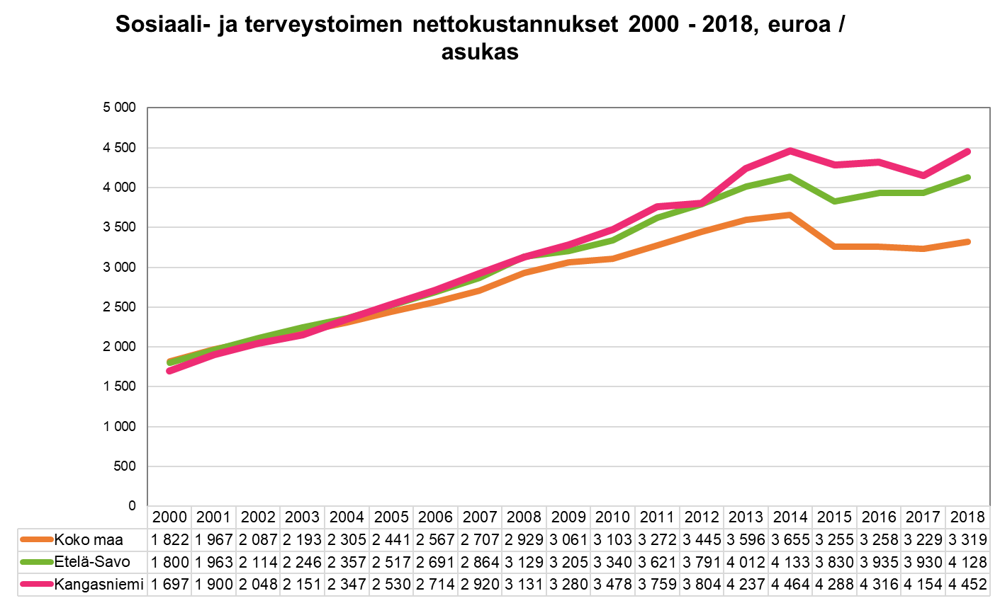 Sosiaali- ja terveystoimen nettokustannukset 2000 - 2018, euroa /
asukas
5 000
4 500
4 000
3 500
3 000
2 500
2 000
1 500
1 000
500
0
2000 2001 2002 2003 2004 2005 2006 2007 2008 2009 2010 2011 2012 2013 2014 2015 2016 2017 2018
Koko maa 1 822 1 967 2 087 2 193 2 305 2 441 2 567 2 707 2 929 3 061 3 103 3 272 3 445 3 596 3 655 3 255 3 258 3 229 3 319
Etelä-Savo 1 800 1 963 2 114 2 246 2 357 2 517 2 691 2 864 3 129 3 205 3 340 3 621 3 791 4 012 4 133 3 830 3 935 3 930 4 128
Kangasniemi 1 697 1 900 2 048 2 151 2 347 2 530 2 714 2 920 3 131 3 280 3 478 3 759 3 804 4 237 4 464 4 288 4 316 4 154 4 452